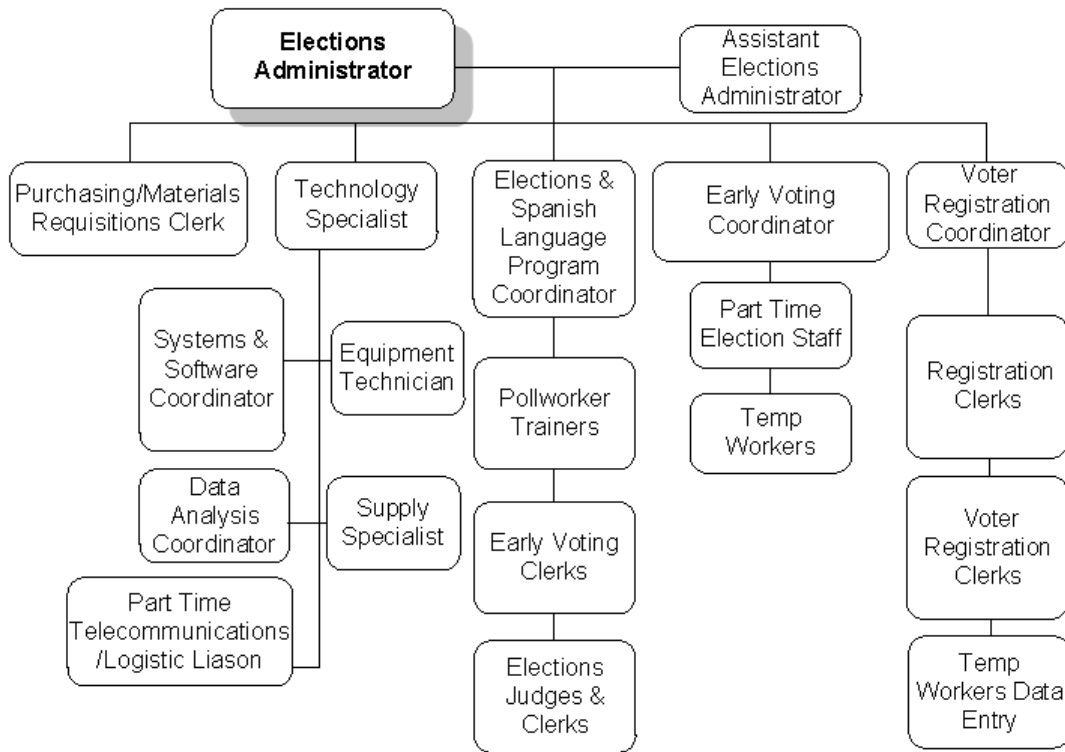 Elections
Administrator
Assistant
Elections
Administrator
Purchasing/Materials
Requisitions Clerk
Technology
Specialist
Elections &
Spanish
Language
Program
Coordinator
Early Voting
Coordinator
Voter
Registration
Coordinator
Systems &
Software
Coordinator
Equipment
Technician
Data
Analysis
Coordinator
Supply
Specialist
Part Time
Telecommunications
/Logistic Liason
Pollworker
Trainers
Early Voting
Clerks
Elections
Judges &
Clerks
Part Time
Election Staff
Temp
Workers
Registration
Clerks
Voter
Registration
Clerks
Temp
Workers Data
Entry